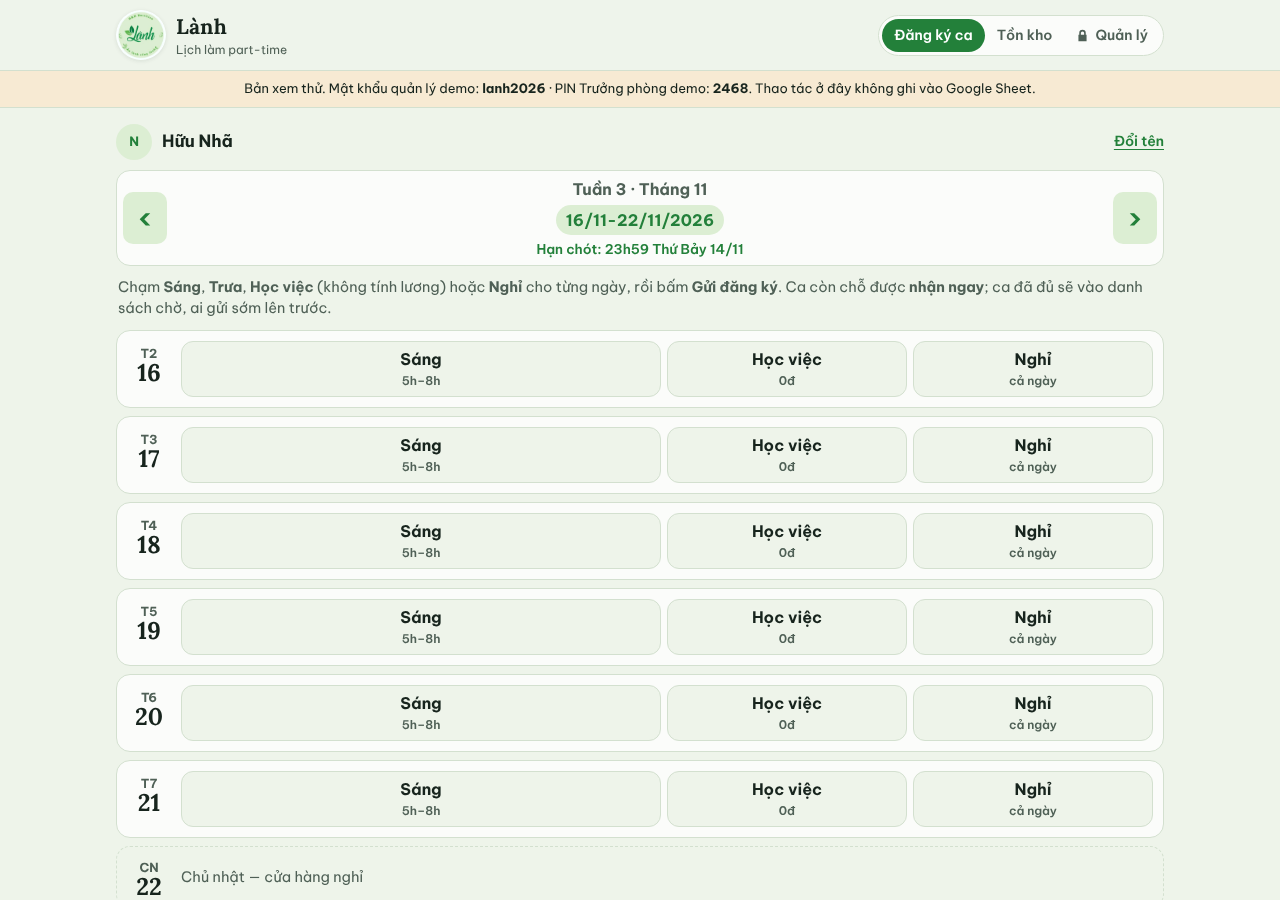 Lành
Lành
Lịch làm part-time
Đăng ký ca
Tồn kho
Quản lý
Bản xem thử. Mật khẩu quản lý demo: lanh2026 · PIN Trưởng phòng demo: 2468. Thao tác ở đây không ghi vào Google Sheet.
N
Hữu Nhã
Đổi tên
Tuần 3 · Tháng 11
16/11-22/11/2026
Hạn chót: 23h59 Thứ Bảy 14/11
Chạm Sáng, Trưa, Học việc (không tính lương) hoặc Nghỉ cho từng ngày, rồi bấm Gửi đăng ký. Ca còn chỗ được nhận ngay; ca đã đủ sẽ vào danh
sách chờ, ai gửi sớm lên trước.
T2
16
Sáng
5h–8h
Học việc
0đ
Nghỉ
cả ngày
T3
17
Sáng
5h–8h
Học việc
0đ
Nghỉ
cả ngày
T4
18
Sáng
5h–8h
Học việc
0đ
Nghỉ
cả ngày
T5
19
Sáng
5h–8h
Học việc
0đ
Nghỉ
cả ngày
T6
20
Sáng
5h–8h
Học việc
0đ
Nghỉ
cả ngày
T7
21
Sáng
5h–8h
Học việc
0đ
Nghỉ
cả ngày
CN
22
Chủ nhật — cửa hàng nghỉ